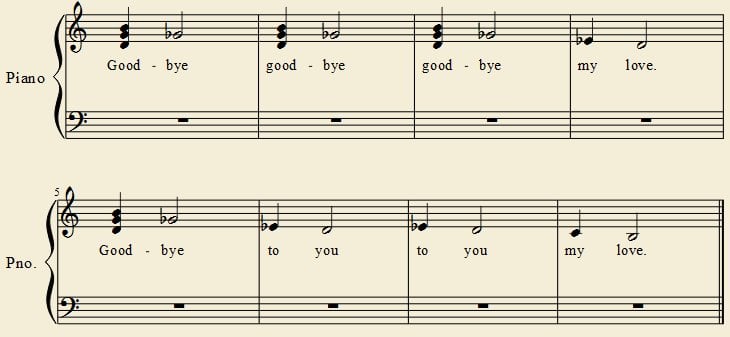 Good - bye good - bye good - bye my love.
Piano
5
Good - bye to you to you my love.
Pno.